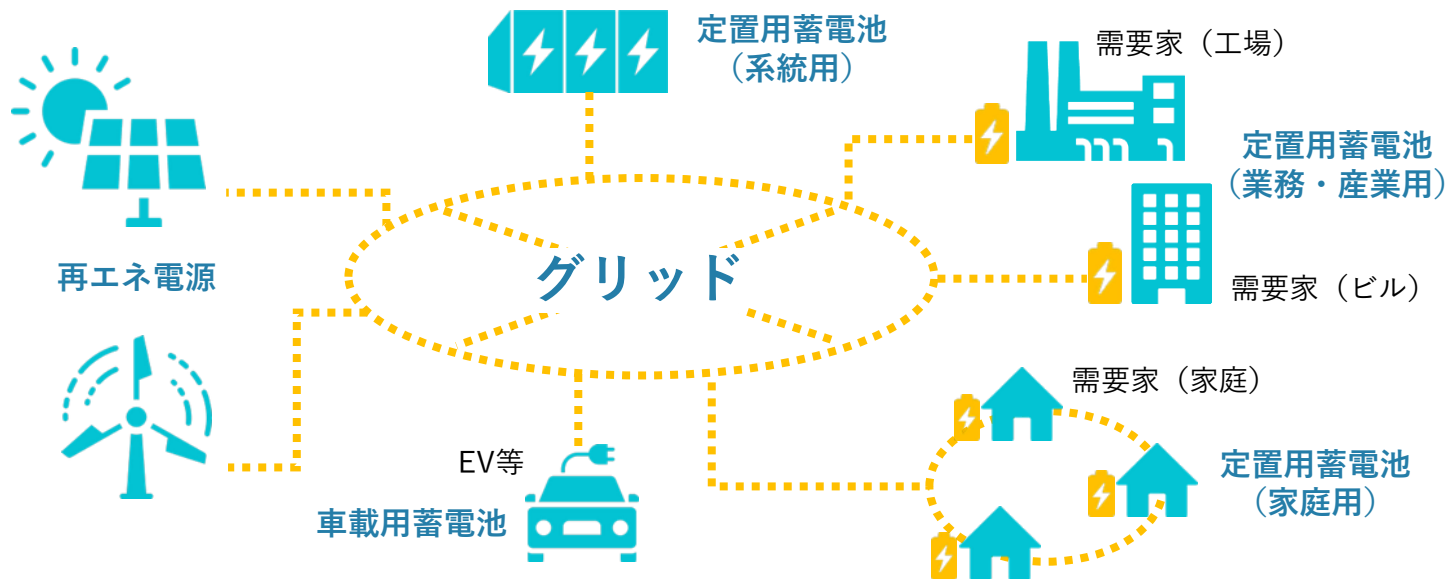 定置用蓄電池
（系統用）
需要家（工場）
定置用蓄電池
（業務・産業用）
再エネ電源
グリッド
需要家（ビル）
需要家（家庭）
EV等
車載用蓄電池
定置用蓄電池
（家庭用）